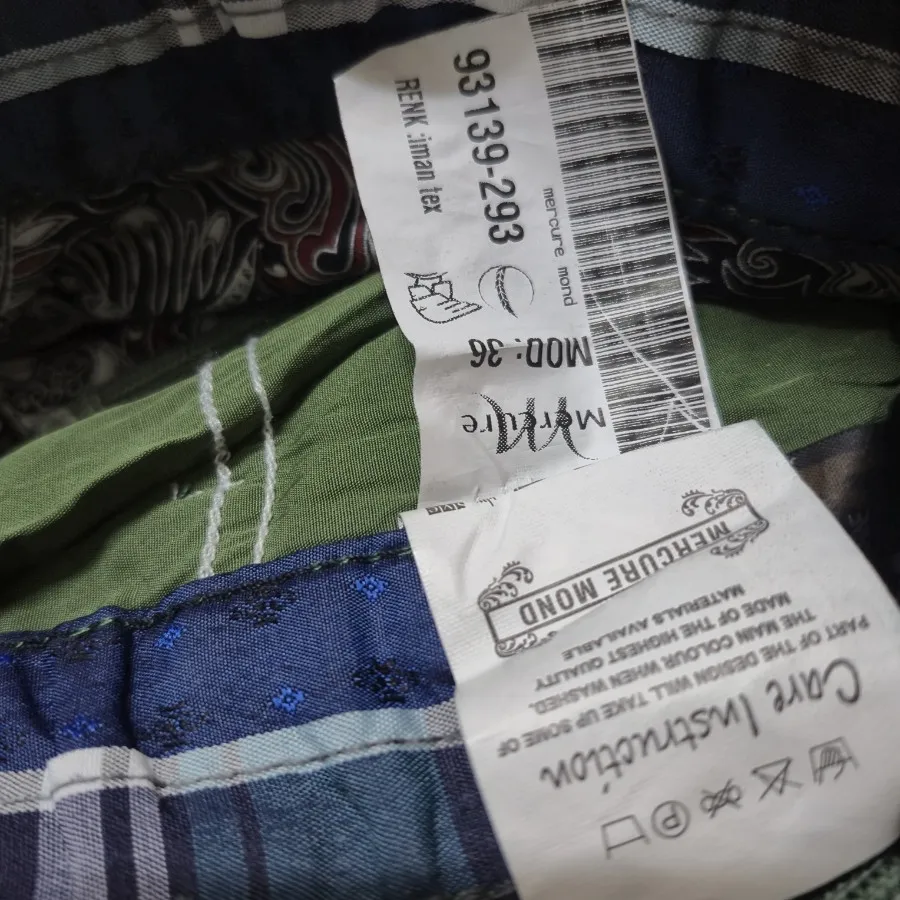 93139-293
RENK :iman tex
mercure mond
MOD: 36
Mercure
MERCURE MOND
MADE OF THE HIGHEST QUALITY
MATERIALS AVAILABLE
Care Instruction
PART OF THE DESIGN WILL TAKE UP SOME OF
THE MAIN COLOUR WHEN WASHED.
P